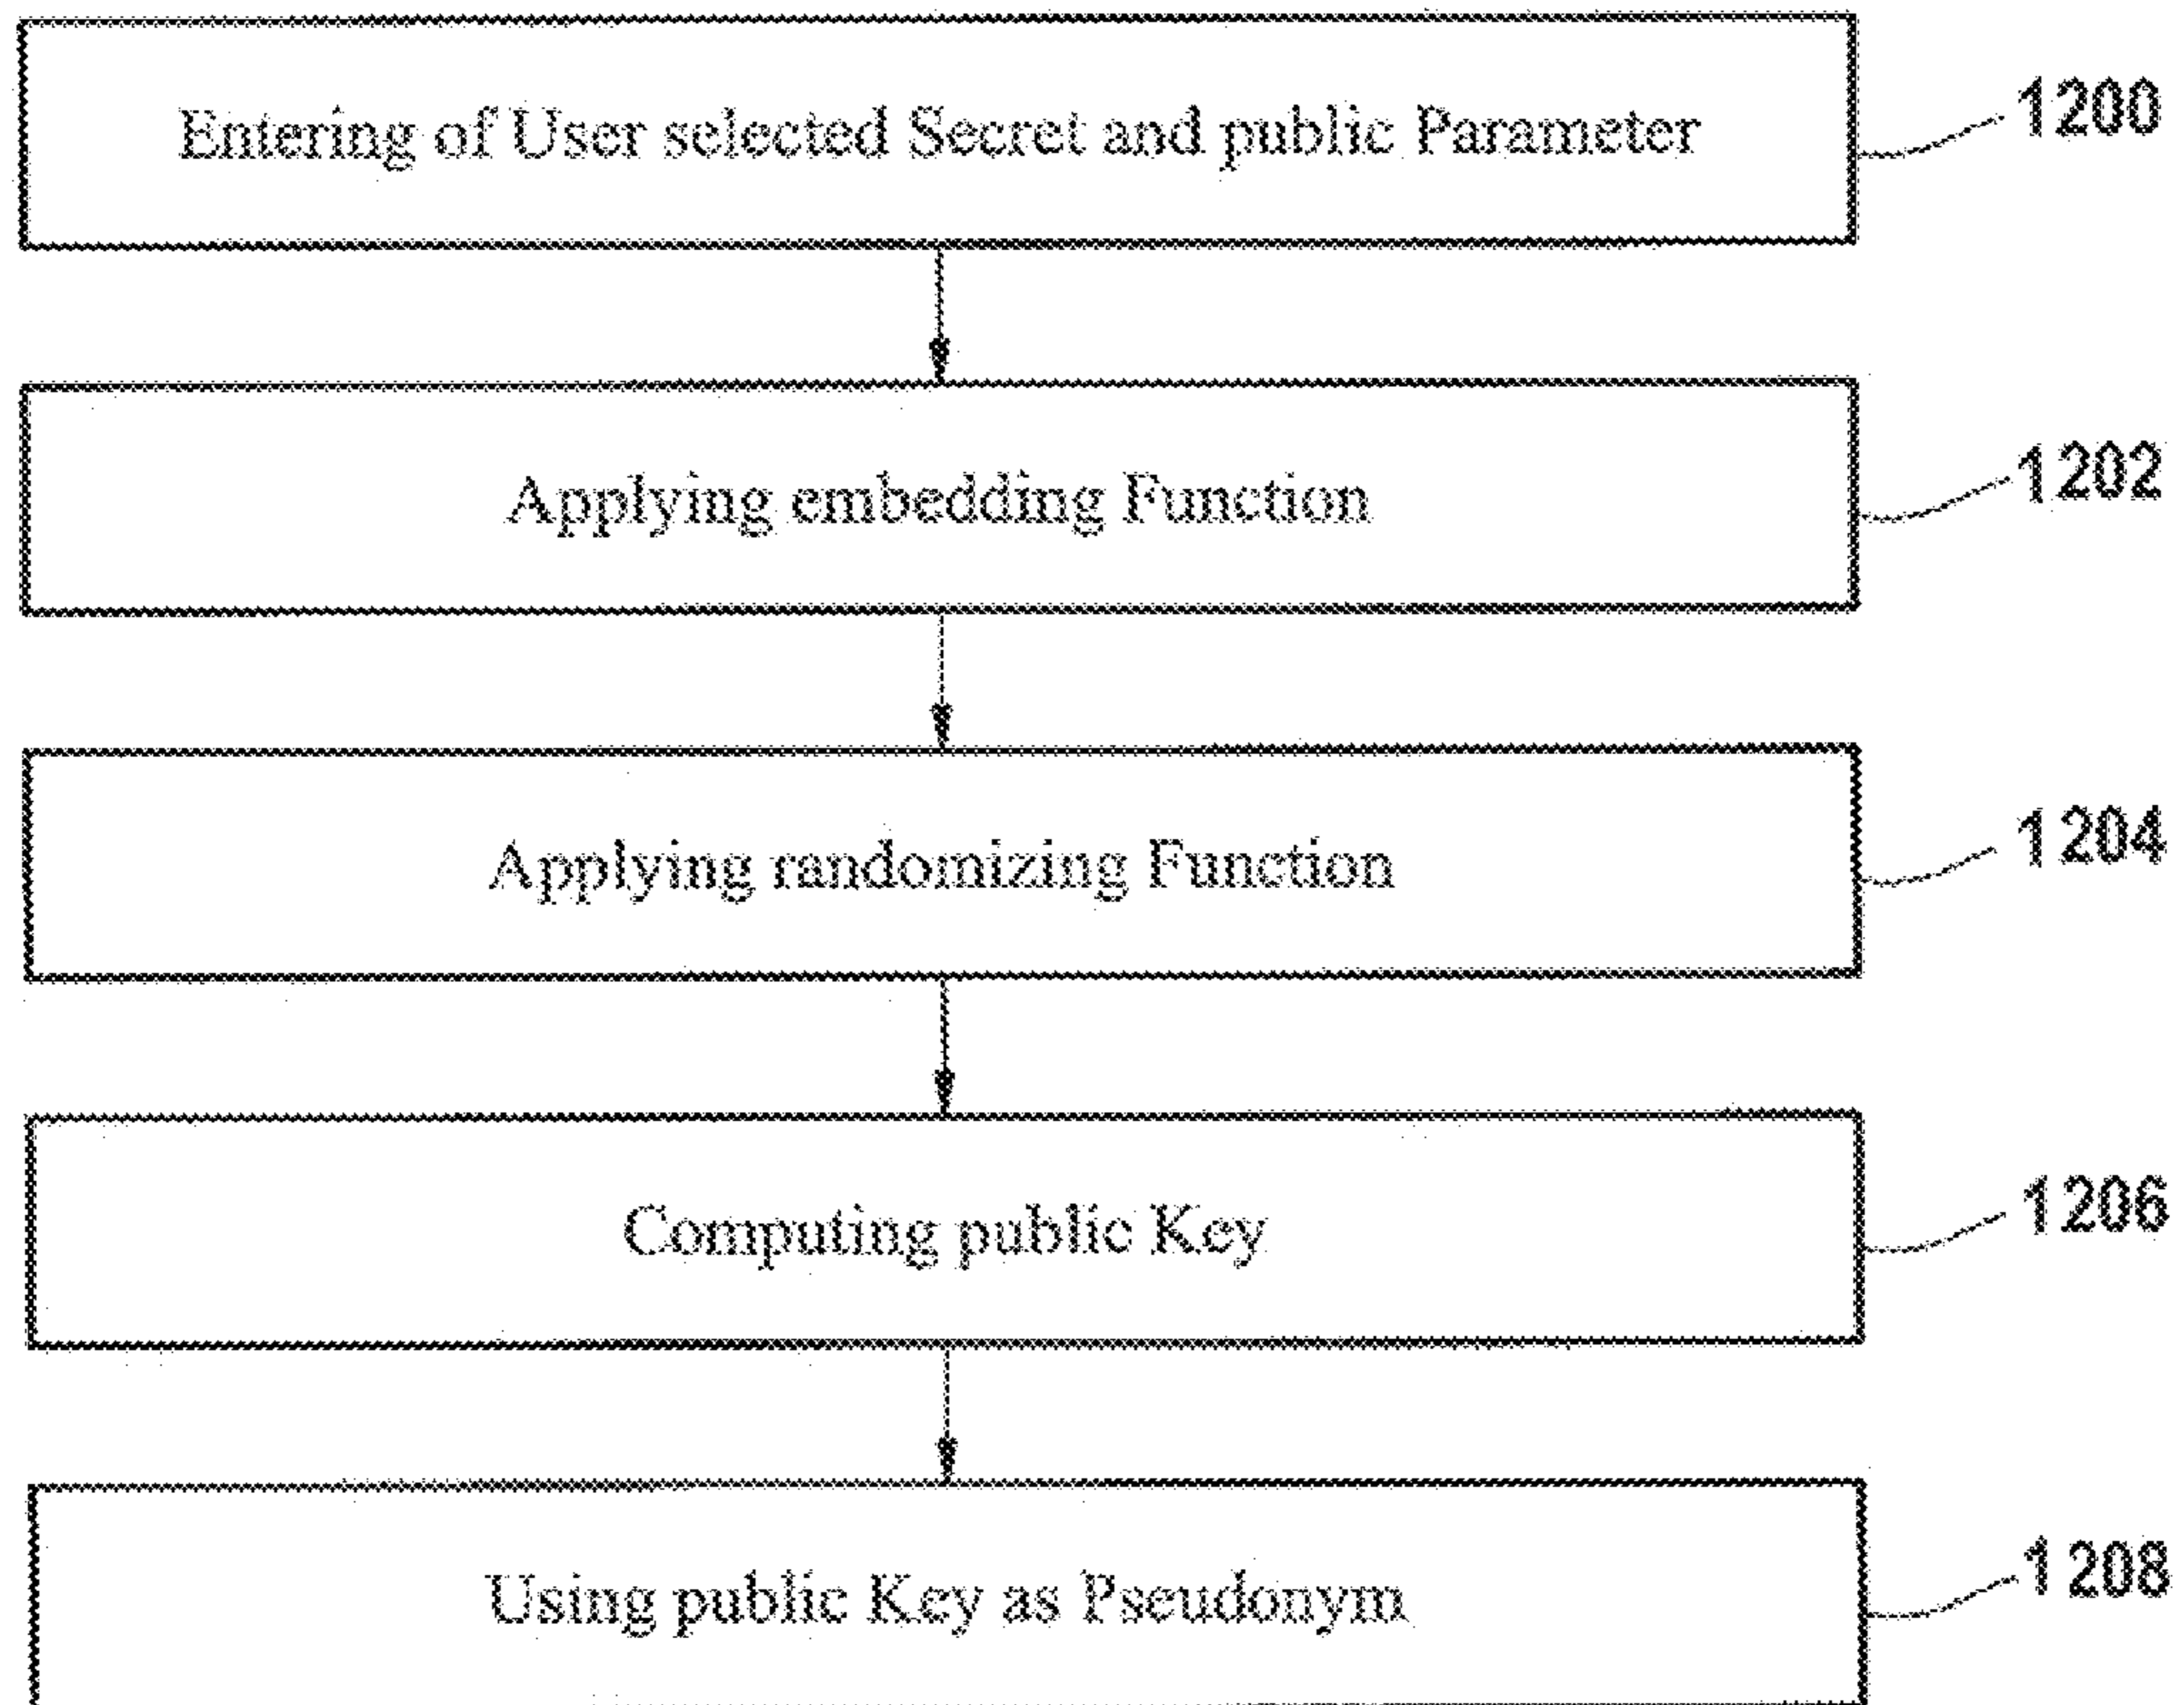 Entering of User selected Secret and public Parameter
1200
Applying embedding Function
1202
Applying randomizing Function
1204
Computing public Key
1206
Using public Key as Pseudonym
1208